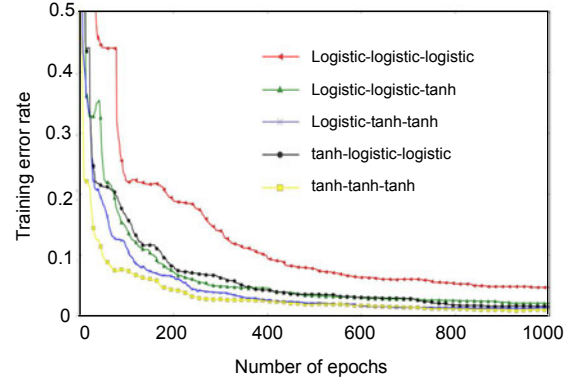 0.5
0.4
0.3
0.2
0.1
0
Training error rate
Logistic-logistic-logistic
Logistic-logistic-tanh
Logistic-tanh-tanh
tanh-logistic-logistic
tanh-tanh-tanh
0 200 400 600 800 1000
Number of epochs